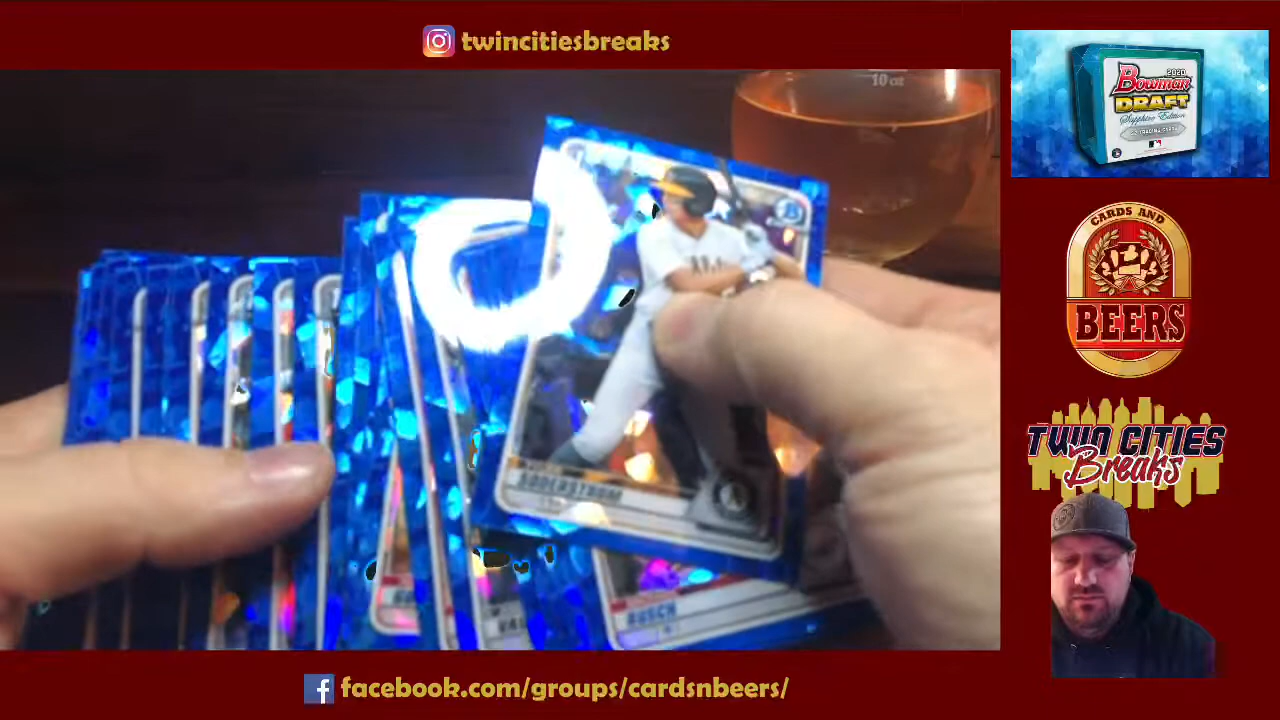 twincitiesbreaks
10 oz
2020
Bowman
DRAFT
Sapphire Edition
CARDS AND
BEERS
TWIN CITIES
Breaks
SODERSTROM
BUSCH
facebook.com/groups/cardsnbeers/